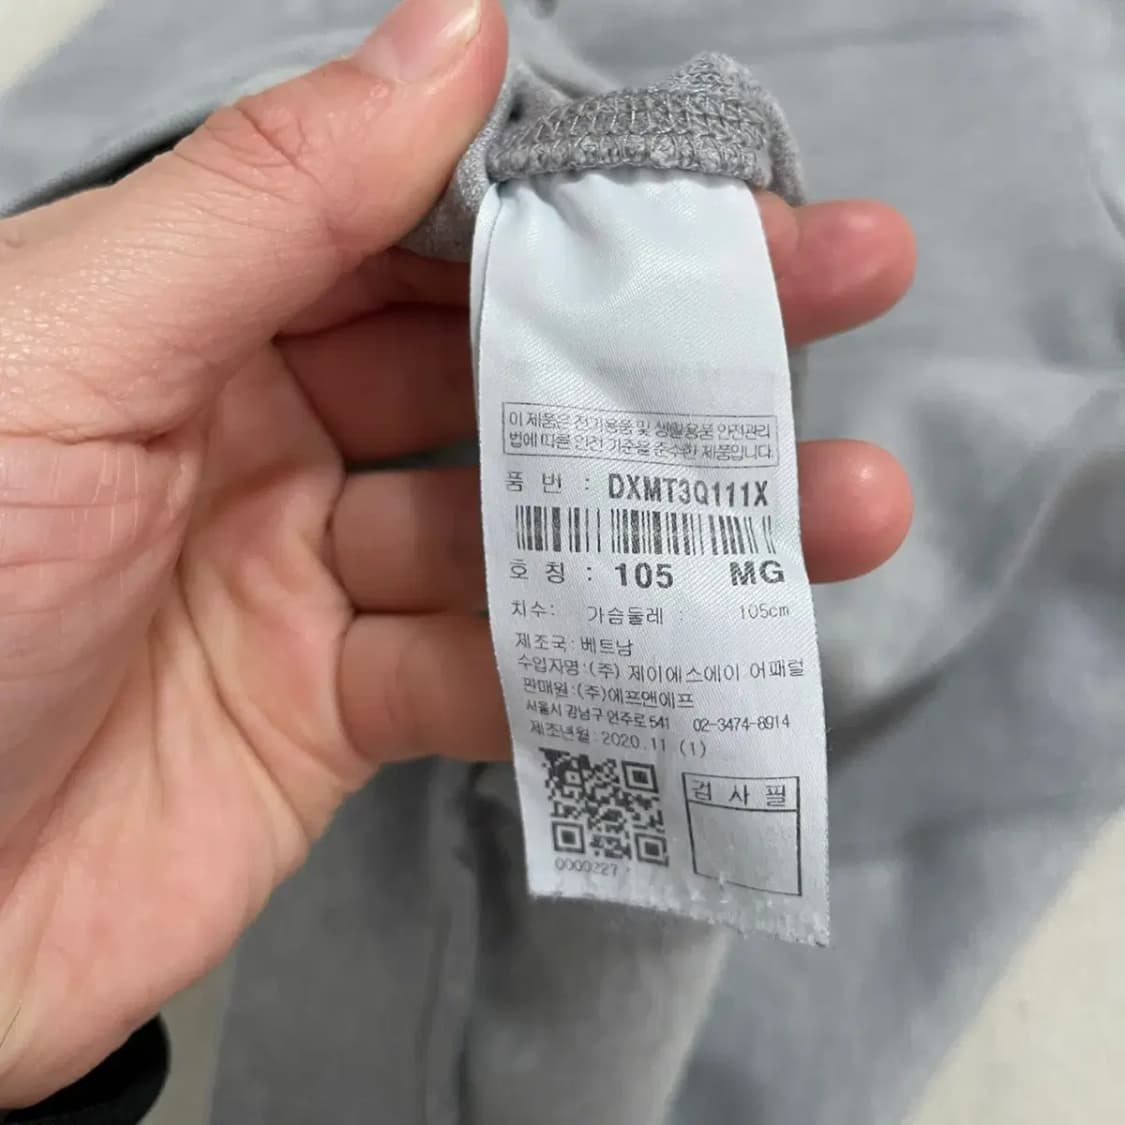 이 제품은 전기용품 및 생활용품 안전관리
법에 따른 안전 기준을 준수한 제품입니다.
품 번 : DXMT3Q111X
호 칭 : 105 MG
치수: 가슴둘레 : 105cm
제조국:베트남
수입자명:(주) 제이에스에이 어패럴
판매원:(주)에프앤에프
서울시 강남구 언주로 541 02-3474-8914
제조년월:2020.11 (1)
검 사 필
0000227